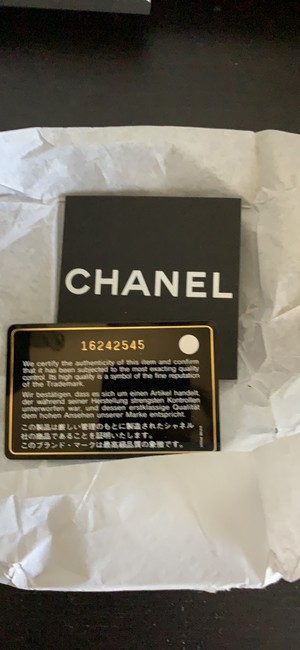 CHANEL
16242545
We certify the authenticity of this item and confirm
that it has been subjected to the most exacting quality
control. Its high quality is a symbol of the fine reputation
of the Trademark.
Wir bestätigen, dass es sich um einen Artikel handelt,
der während seiner Herstellung strengsten Kontrollen
unterworfen war, und dessen erstklassige Qualität
dem hohen Ansehen unserer Marke entspricht.
この製品は厳しい管理のもとに製造されたシャネル
社の商品であることを証明いたします。
このブランド・マークは最高級品質の象徴です。